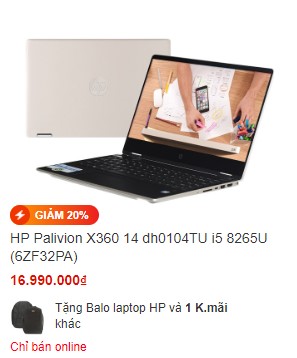 GIẢM 20%
HP Palivion X360 14 dh0104TU i5 8265U
(6ZF32PA)
16.990.000₫
Tặng Balo laptop HP và 1 K.mãi
khác
Chỉ bán online